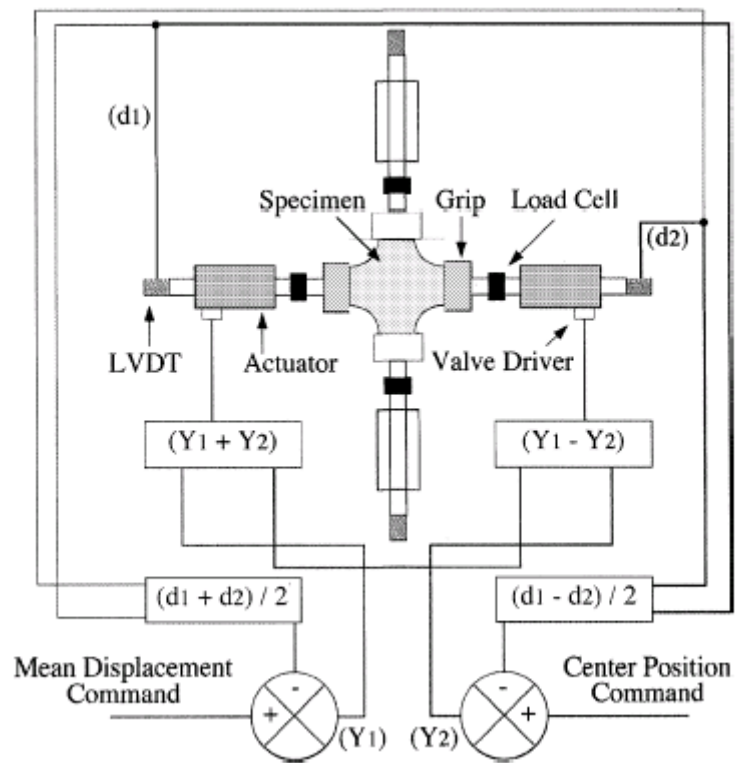 (d1)
Specimen
Grip
Load Cell
(d2)
LVDT
Actuator
Valve Driver
(Y1 + Y2)
(Y1 - Y2)
(d1 + d2) / 2
(d1 - d2) / 2
Mean Displacement
Command
-
+
(Y1)
(Y2)
-
+
Center Position
Command